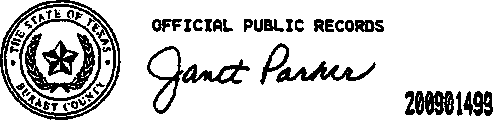 THE STATE OF TEXAS
BURNET COUNTY
OFFICIAL PUBLIC RECORDS
Janet Parker
200901499